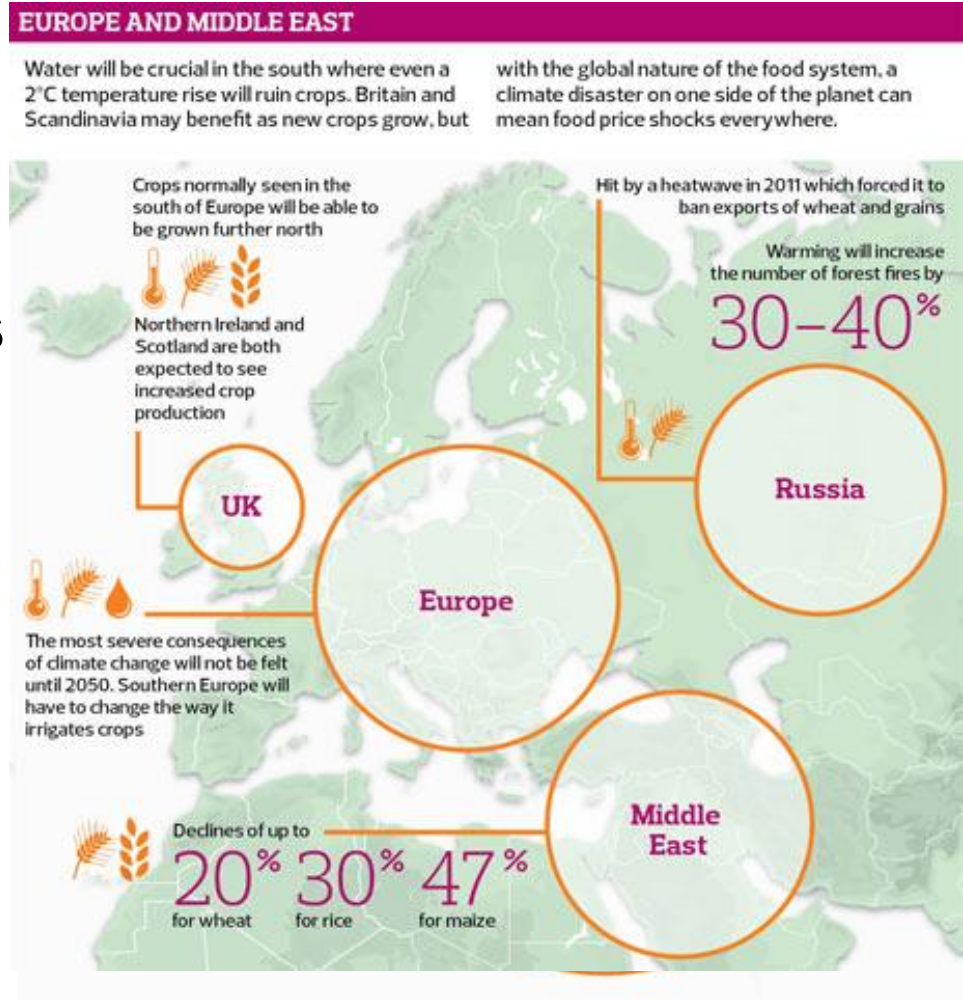 EUROPE AND MIDDLE EAST
Water will be crucial in the south where even a
2°C temperature rise will ruin crops. Britain and
Scandinavia may benefit as new crops grow, but
with the global nature of the food system, a
climate disaster on one side of the planet can
mean food price shocks everywhere.
Crops normally seen in the
south of Europe will be able to
be grown further north
Northern Ireland and
Scotland are both
expected to see
increased crop
production
UK
Hit by a heatwave in 2011 which forced it to
ban exports of wheat and grains
Warming will increase
the number of forest fires by
30–40%
Russia
Europe
The most severe consequences
of climate change will not be felt
until 2050. Southern Europe will
have to change the way it
irrigates crops
Middle
East
Declines of up to
20% 30% 47%
for wheat for rice for maize